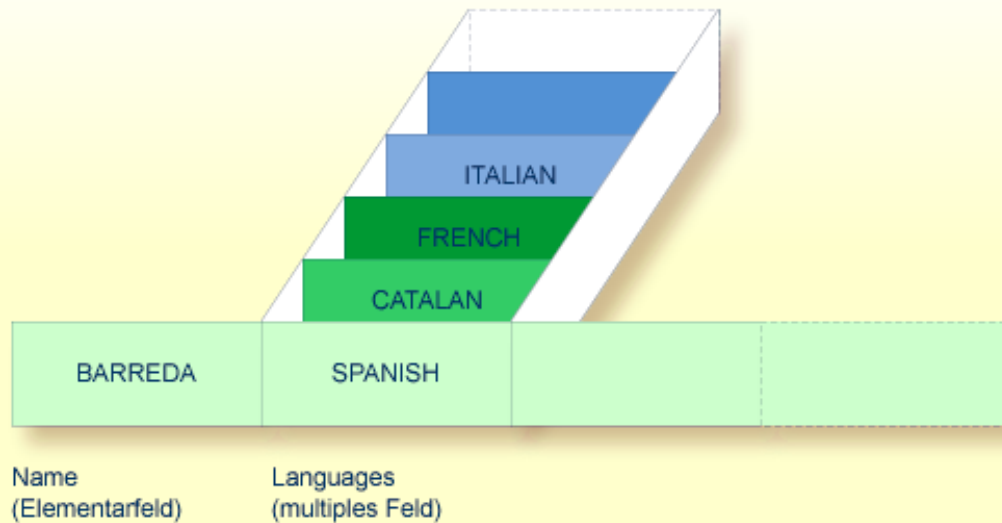 ITALIAN
FRENCH
CATALAN
BARREDA SPANISH
Name Languages
(Elementarfeld) (multiples Feld)